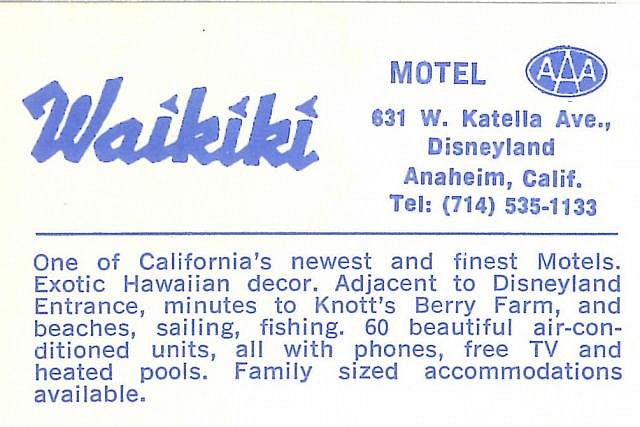 Waikiki
MOTEL AAA
631 W. Katella Ave.,
Disneyland
Anaheim, Calif.
Tel: (714) 535-1133
One of California's newest and finest Motels.
Exotic Hawaiian decor. Adjacent to Disneyland
Entrance, minutes to Knott's Berry Farm, and
beaches, sailing, fishing. 60 beautiful air-con-
ditioned units, all with phones, free TV and
heated pools. Family sized accommodations
available.